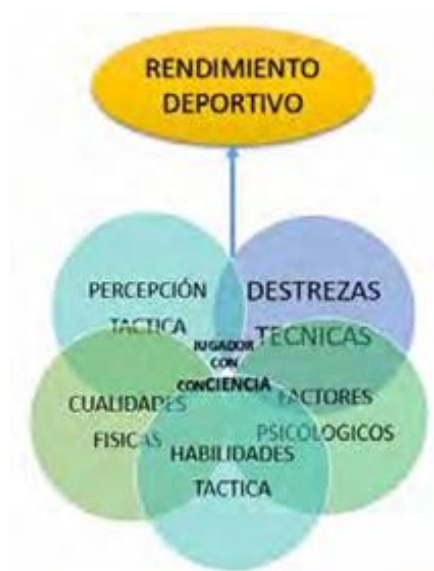 RENDIMIENTO
DEPORTIVO
PERCEPCIÓN
TACTICA
DESTREZAS
TECNICAS
JUGADOR
CON
conCIENCIA
CUALIDADES
FISICAS
FACTORES
PSICOLOGICOS
HABILIDADES
TACTICA